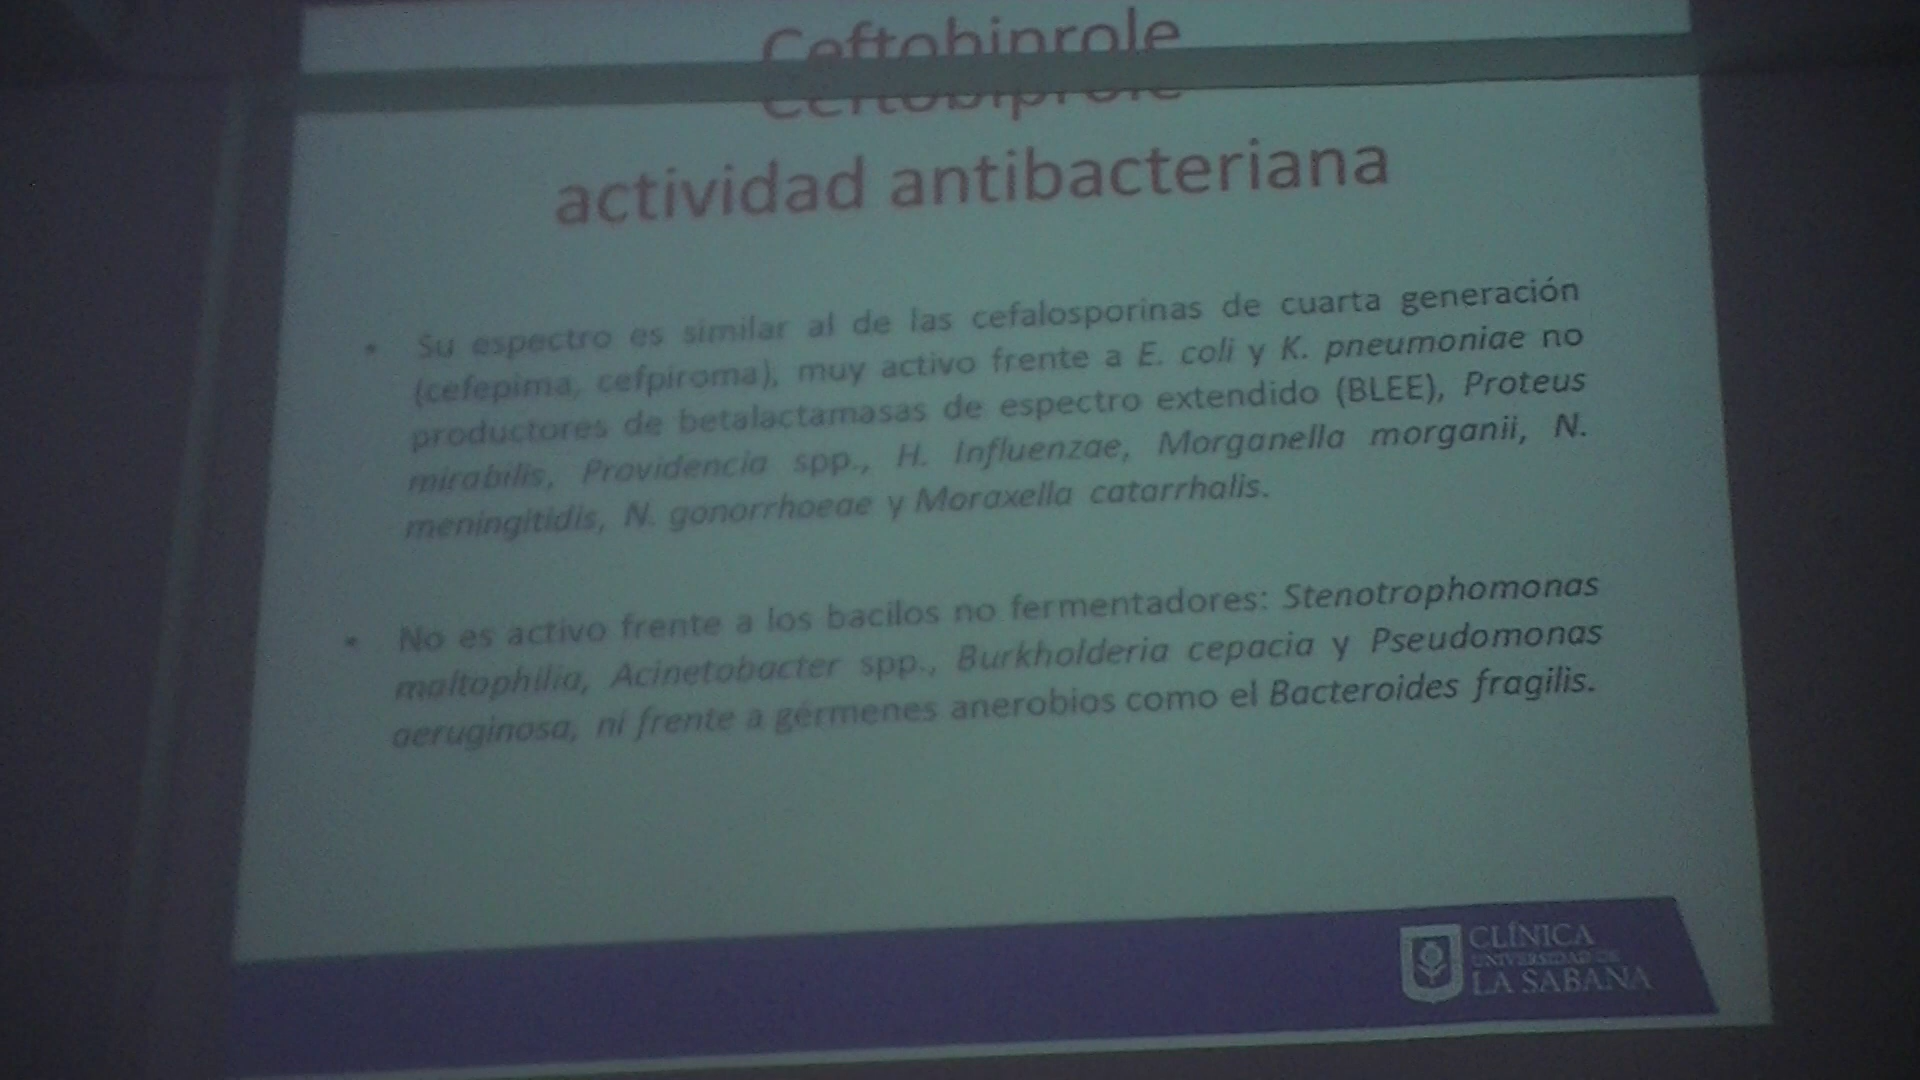 Ceftobiprole
actividad antibacteriana
• Su espectro es similar al de las cefalosporinas de cuarta generación
(cefepima, cefpiroma), muy activo frente a E. coli y K. pneumoniae no
productores de betalactamasas de espectro extendido (BLEE), Proteus
mirabilis, Providencia spp., H. Influenzae, Morganella morganii, N.
meningitidis, N. gonorrhoeae y Moraxella catarrhalis.
• No es activo frente a los bacilos no fermentadores: Stenotrophomonas
maltophilia, Acinetobacter spp., Burkholderia cepacia y Pseudomonas
aeruginosa, ni frente a gérmenes anerobios como el Bacteroides fragilis.
CLÍNICA
UNIVERSIDAD DE
LA SABANA